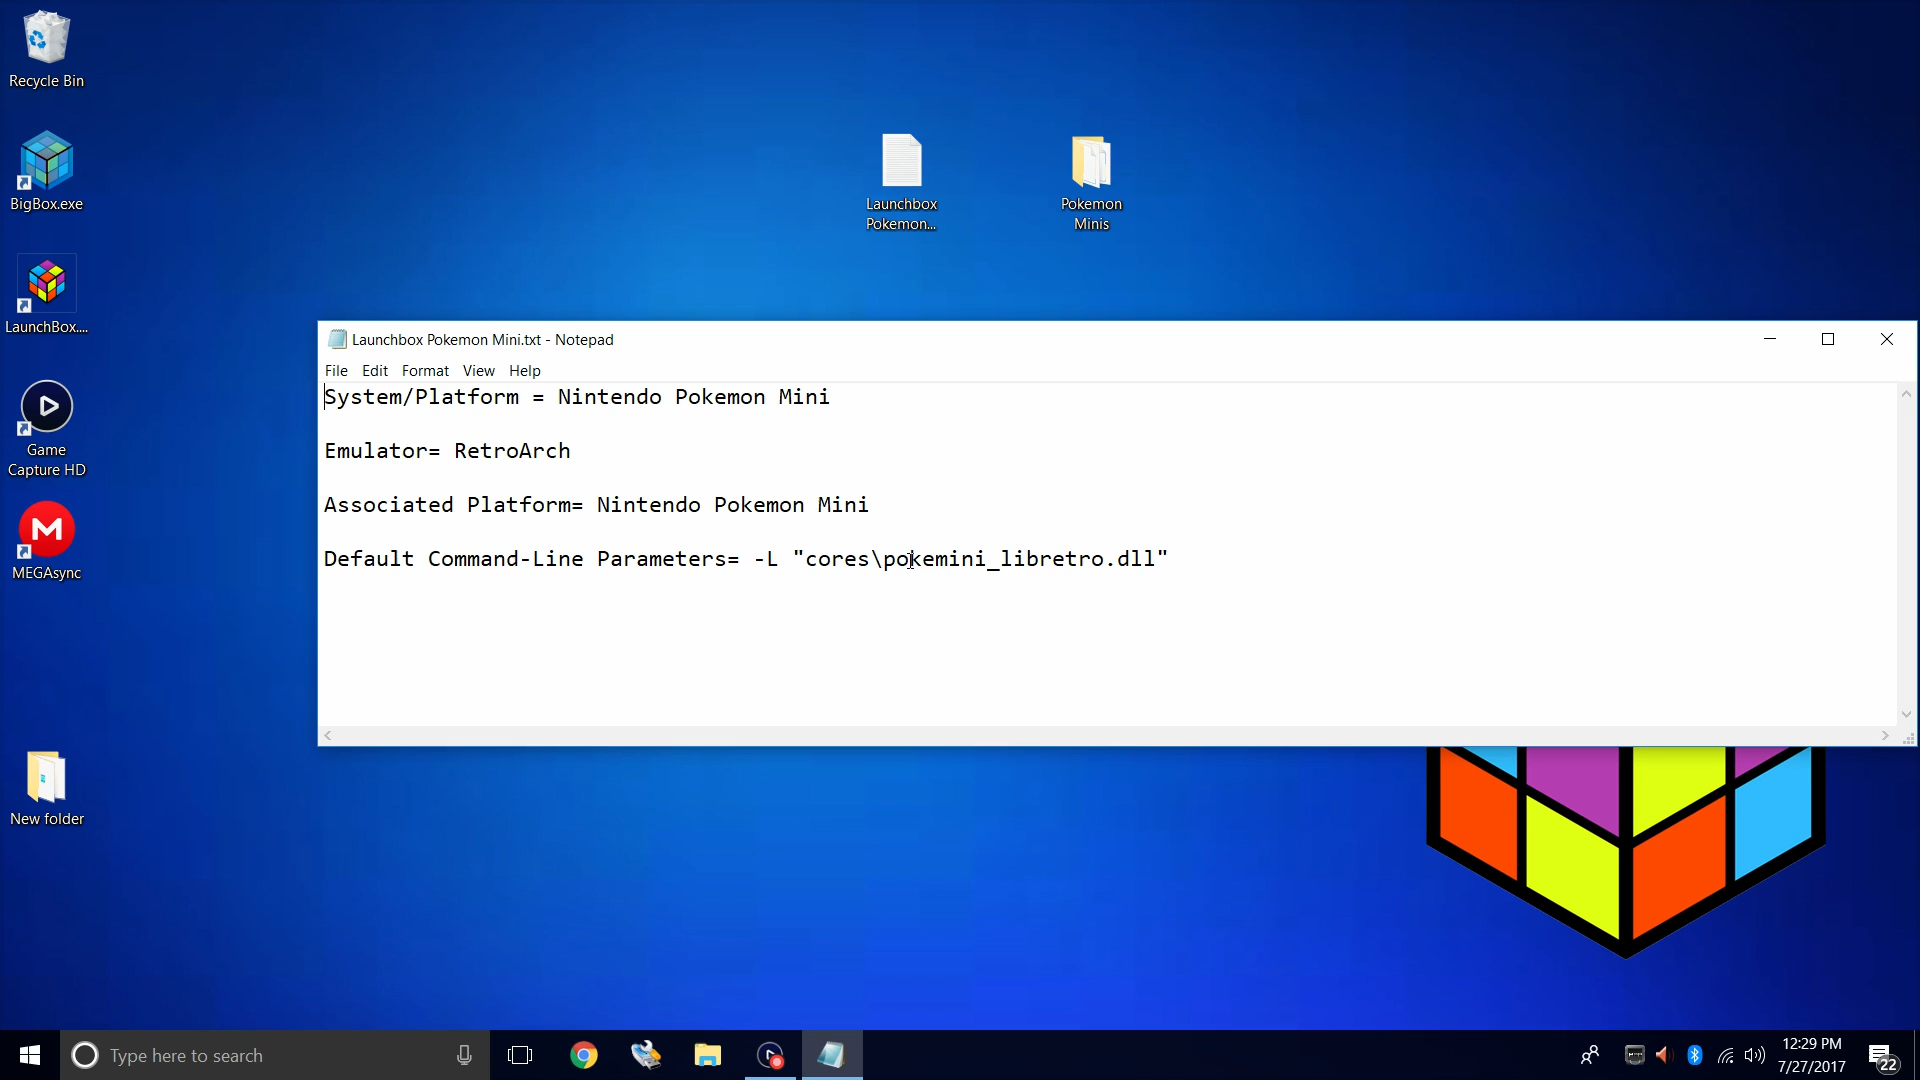 Recycle Bin
BigBox.exe
LaunchBox....
Game
Capture HD
MEGAsync
New folder
Launchbox
Pokemon...
Pokemon
Minis
Launchbox Pokemon Mini.txt - Notepad
File Edit Format View Help
System/Platform = Nintendo Pokemon Mini
Emulator= RetroArch
Associated Platform= Nintendo Pokemon Mini
Default Command-Line Parameters= -L "cores\pokemini_libretro.dll"
Type here to search
12:29 PM
7/27/2017
22